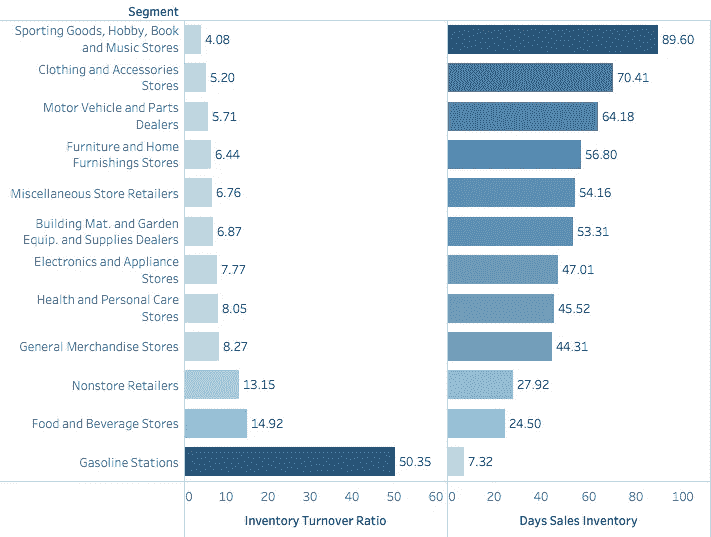 Segment
Sporting Goods, Hobby, Book
and Music Stores
4.08
89.60
Clothing and Accessories
Stores
5.20
70.41
Motor Vehicle and Parts
Dealers
5.71
64.18
Furniture and Home
Furnishings Stores
6.44
56.80
Miscellaneous Store Retailers
6.76
54.16
Building Mat. and Garden
Equip. and Supplies Dealers
6.87
53.31
Electronics and Appliance
Stores
7.77
47.01
Health and Personal Care
Stores
8.05
45.52
General Merchandise Stores
8.27
44.31
Nonstore Retailers
13.15
27.92
Food and Beverage Stores
14.92
24.50
Gasoline Stations
50.35
7.32
0 10 20 30 40 50 60
0 20 40 60 80 100
Inventory Turnover Ratio
Days Sales Inventory